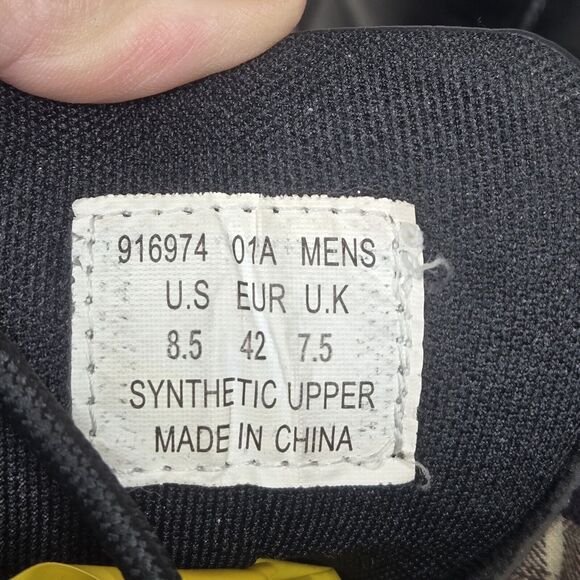 916974 01A MENS
U.S EUR U.K
8.5 42 7.5
SYNTHETIC UPPER
MADE IN CHINA